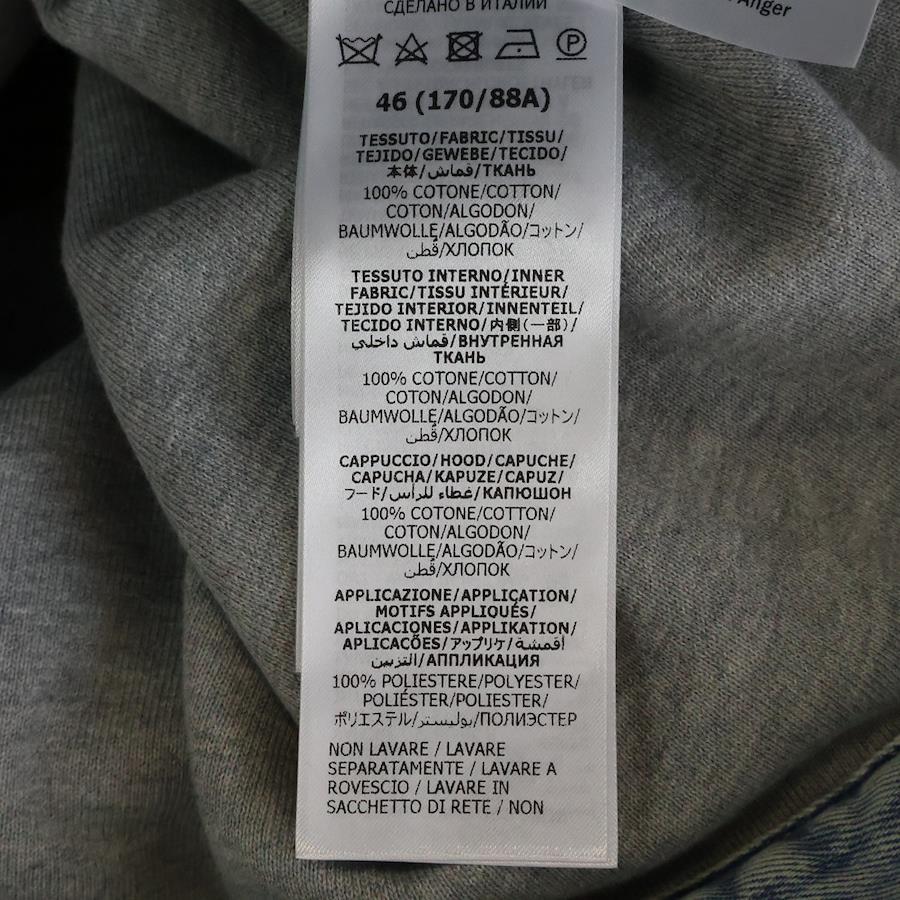 СДЕЛАНО В ИТАЛИИ
Anger
P
46 (170/88A)
TESSUTO/FABRIC/TISSU/
TEJIDO/GEWEBE/TECIDO/
本体/قماش/ТКАНЬ
100% COTONE/COTTON/
COTON/ALGODON/
BAUMWOLLE/ALGODÃO/コットン/
قُطن/ХЛОПОК
TESSUTO INTERNO/INNER
FABRIC/TISSU INTÉRIEUR/
TEJIDO INTERIOR/INNENTEIL/
TECIDO INTERNO/内側(一部)/
قماش داخلي/ВНУТРЕННАЯ
ТКАНЬ
100% COTONE/COTTON/
COTON/ALGODON/
BAUMWOLLE/ALGODÃO/コットン/
قُطن/ХЛОПОК
CAPPUCCIO/HOOD/CAPUCHE/
CAPUCHA/KAPUZE/CAPUZ/
フード/غطاء للرأس/КАПЮШОН
100% COTONE/COTTON/
COTON/ALGODON/
BAUMWOLLE/ALGODÃO/コットン/
قُطن/ХЛОПОК
APPLICAZIONE/APPLICATION/
MOTIFS APPLIQUÉS/
APLICACIONES/APPLIKATION/
APLICAÇÕES/アップリケ/أقمشة
التزيين/АППЛИКАЦИЯ
100% POLIESTERE/POLYESTER/
POLIÉSTER/POLIESTER/
ポリエステル/بوليستر/ПОЛИЭСТЕР
NON LAVARE / LAVARE
SEPARATAMENTE / LAVARE A
ROVESCIO / LAVARE IN
SACCHETTO DI RETE / NON